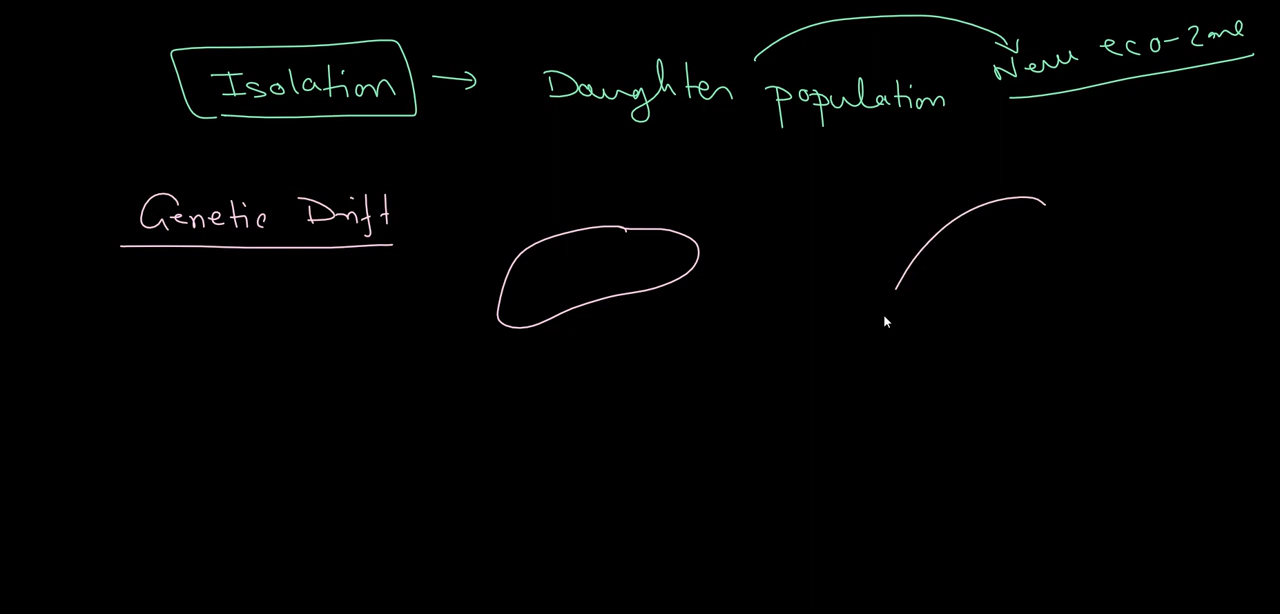 Isolation → Daughter population New eco-zone
Genetic Drift